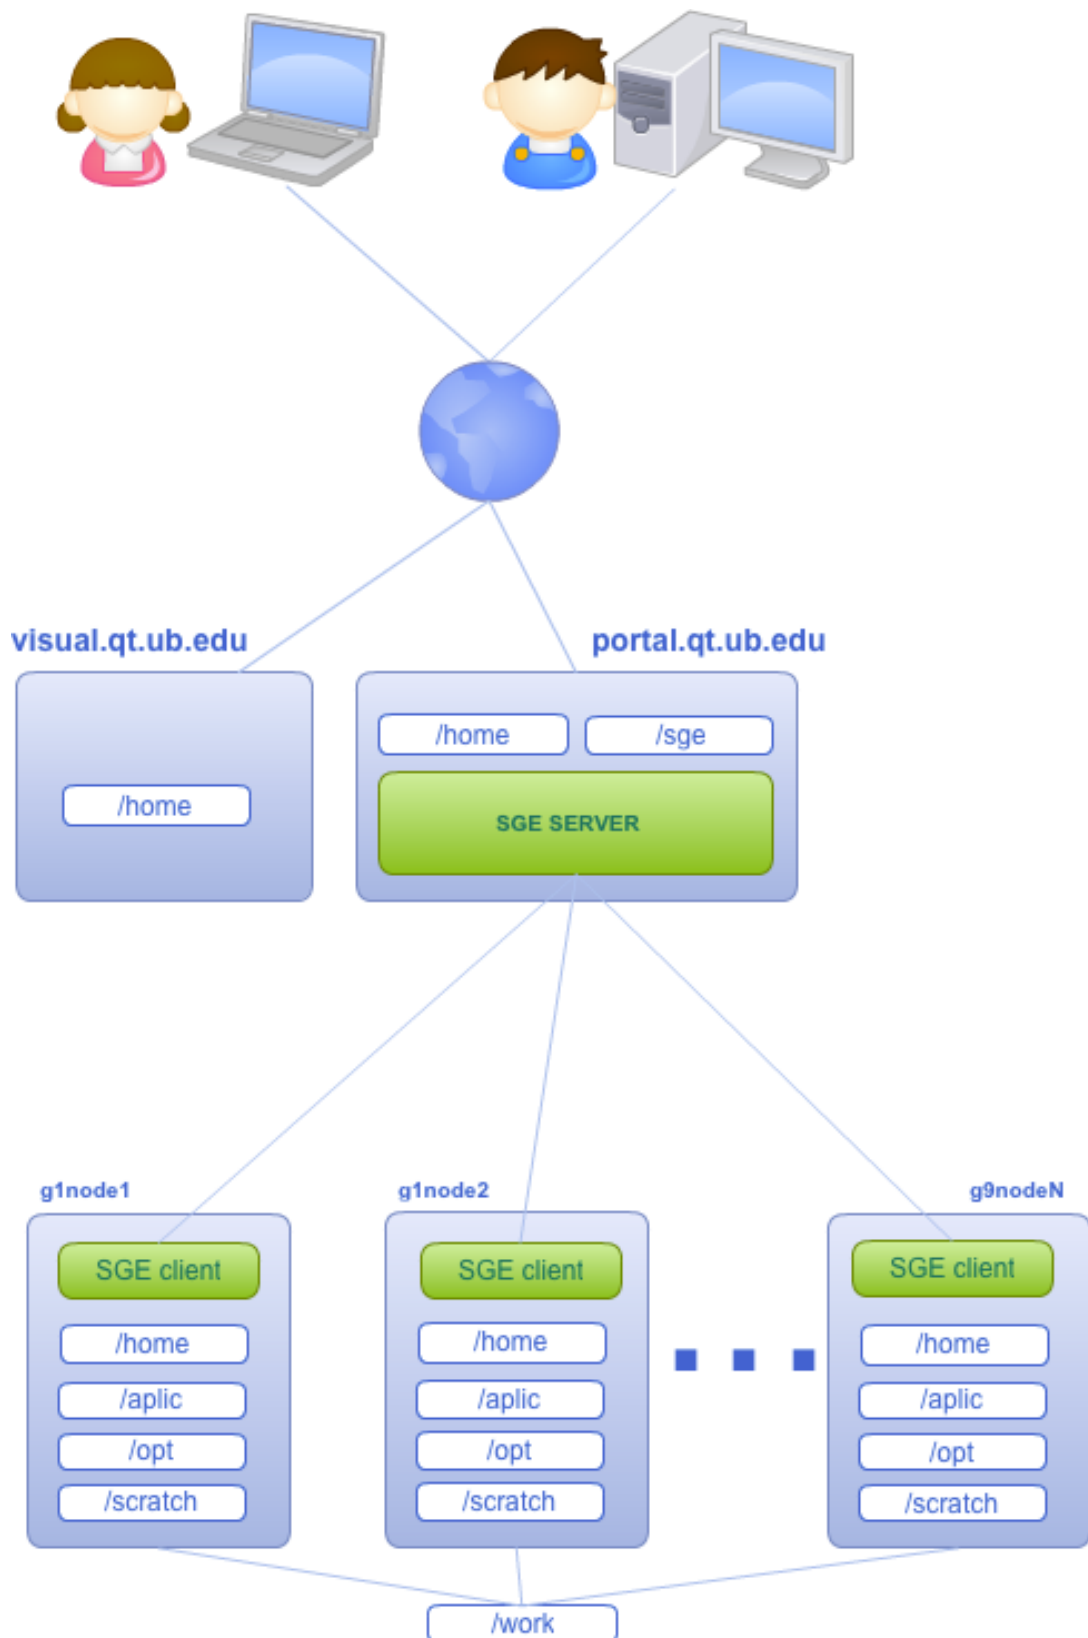 visual.qt.ub.edu
portal.qt.ub.edu
/home
/sge
/home
SGE SERVER
g1node1
g1node2
g9nodeN
SGE client
SGE client
SGE client
/home
/home
/home
/aplic
/aplic
/aplic
/opt
/opt
/opt
/scratch
/scratch
/scratch
/work